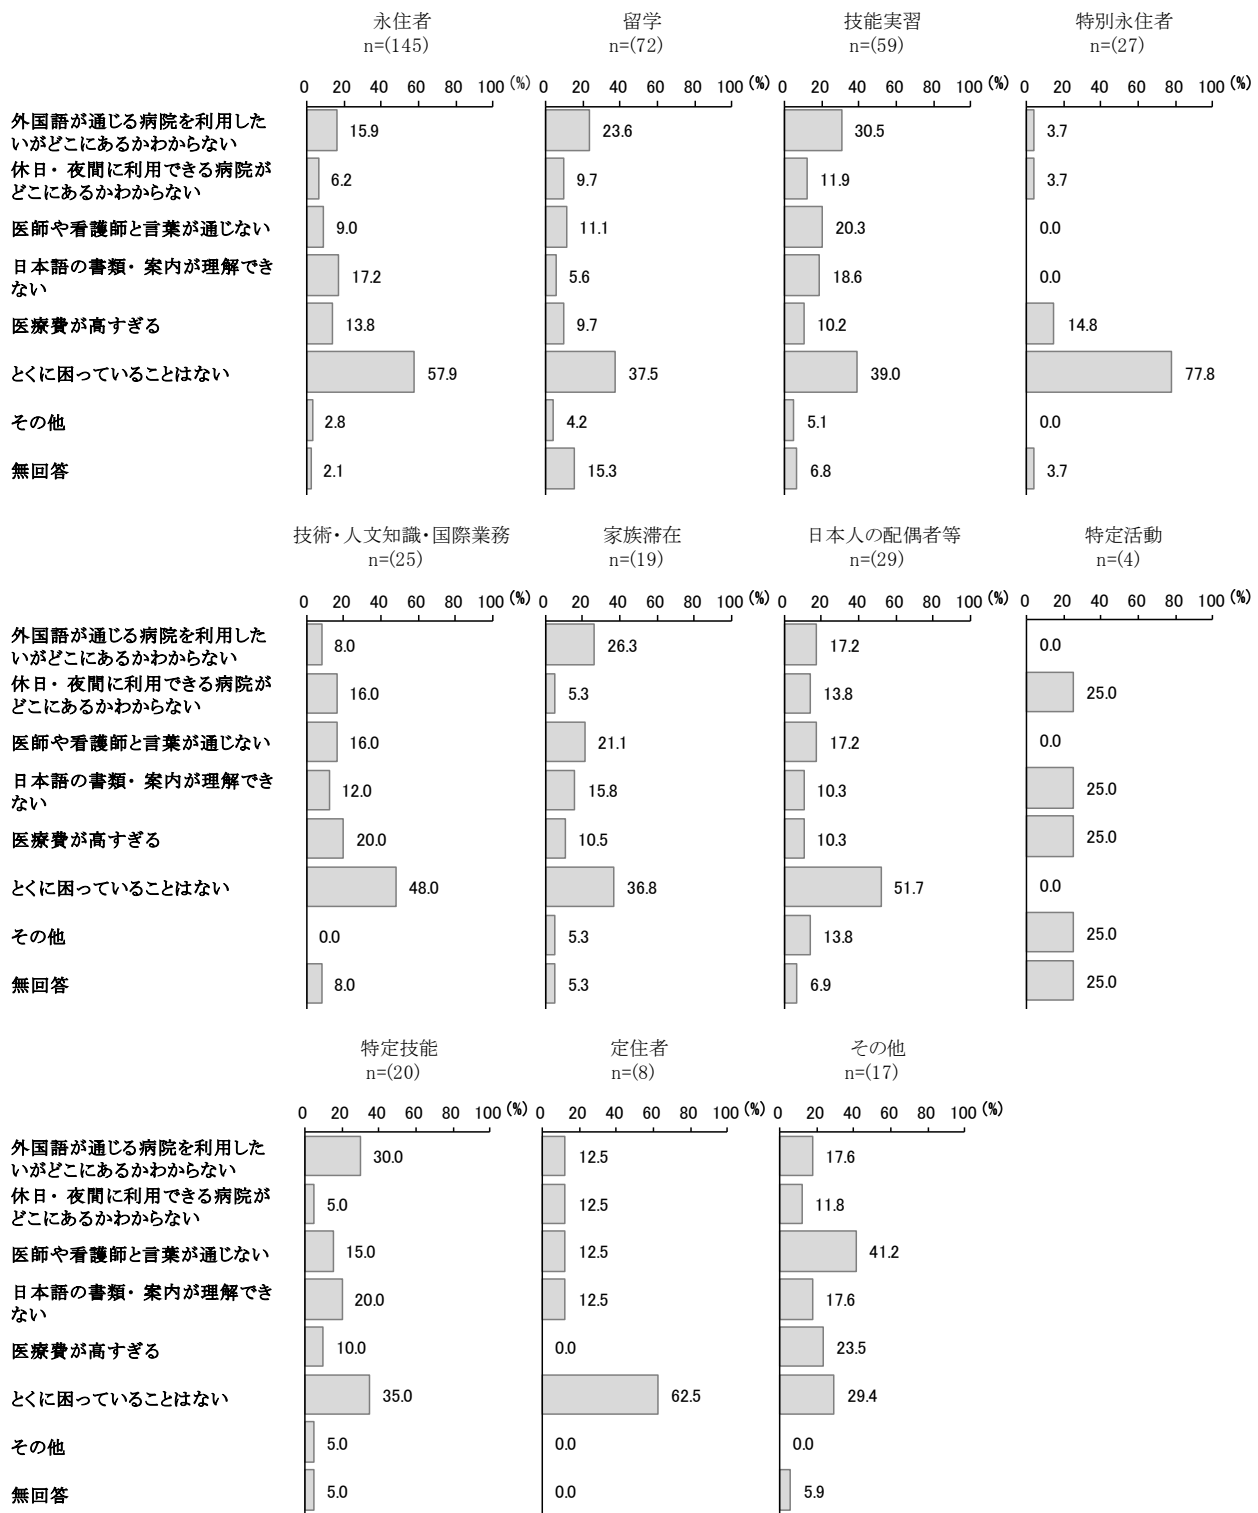 永住者 留学 技能実習 特別永住者
n=(145) n=(72) n=(59) n=(27)
0 20 40 60 80 100 (%) 0 20 40 60 80 100 (%) 0 20 40 60 80 100 (%) 0 20 40 60 80 100 (%)
外国語が通じる病院を利用した
いがどこにあるかわからない
15.9 23.6 30.5 3.7
休日・夜間に利用できる病院が
どこにあるかわからない
6.2 9.7 11.9 3.7
医師や看護師と言葉が通じない 9.0 11.1 20.3 0.0
日本語の書類・案内が理解でき
ない
17.2 5.6 18.6 0.0
医療費が高すぎる 13.8 9.7 10.2 14.8
とくに困っていることはない 57.9 37.5 39.0 77.8
その他 2.8 4.2 5.1 0.0
無回答 2.1 15.3 6.8 3.7
技術・人文知識・国際業務 家族滞在 日本人の配偶者等 特定活動
n=(25) n=(19) n=(29) n=(4)
0 20 40 60 80 100 (%) 0 20 40 60 80 100 (%) 0 20 40 60 80 100 (%) 0 20 40 60 80 100 (%)
外国語が通じる病院を利用した
いがどこにあるかわからない
8.0 26.3 17.2 0.0
休日・夜間に利用できる病院が
どこにあるかわからない
16.0 5.3 13.8 25.0
医師や看護師と言葉が通じない 16.0 21.1 17.2 0.0
日本語の書類・案内が理解でき
ない
12.0 15.8 10.3 25.0
医療費が高すぎる 20.0 10.5 10.3 25.0
とくに困っていることはない 48.0 36.8 51.7 0.0
その他 0.0 5.3 13.8 25.0
無回答 8.0 5.3 6.9 25.0
特定技能 定住者 その他
n=(20) n=(8) n=(17)
0 20 40 60 80 100 (%) 0 20 40 60 80 100 (%) 0 20 40 60 80 100 (%)
外国語が通じる病院を利用した
いがどこにあるかわからない
30.0 12.5 17.6
休日・夜間に利用できる病院が
どこにあるかわからない
5.0 12.5 11.8
医師や看護師と言葉が通じない 15.0 12.5 41.2
日本語の書類・案内が理解でき
ない
20.0 12.5 17.6
医療費が高すぎる 10.0 0.0 23.5
とくに困っていることはない 35.0 62.5 29.4
その他 5.0 0.0 0.0
無回答 5.0 0.0 5.9